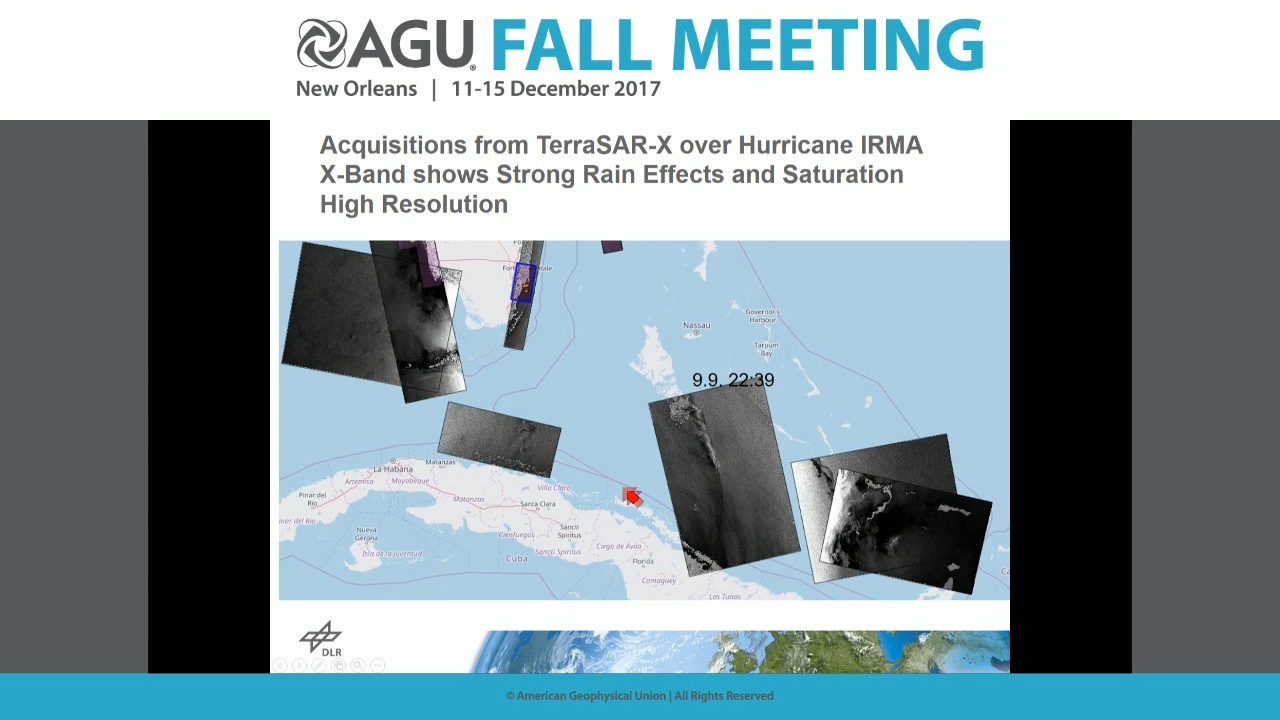 AGU FALL MEETING
New Orleans | 11-15 December 2017
Acquisitions from TerraSAR-X over Hurricane IRMA
X-Band shows Strong Rain Effects and Saturation
High Resolution
Nassau
Governor's
Harbour
Tarpum
Bay
9.9. 22:39
La Habana
Matanzas
Artemisa
Mayabeque
Pinar del
Río
Matanzas
Villa Clara
Santa Clara
Nueva
Gerona
Isla de la Juventud
Cienfuegos
Sancti
Spíritus
Sancti Spíritus
Ciego de Ávila
Cuba
Florida
Camagüey
Las Tunas
DLR
© American Geophysical Union | All Rights Reserved